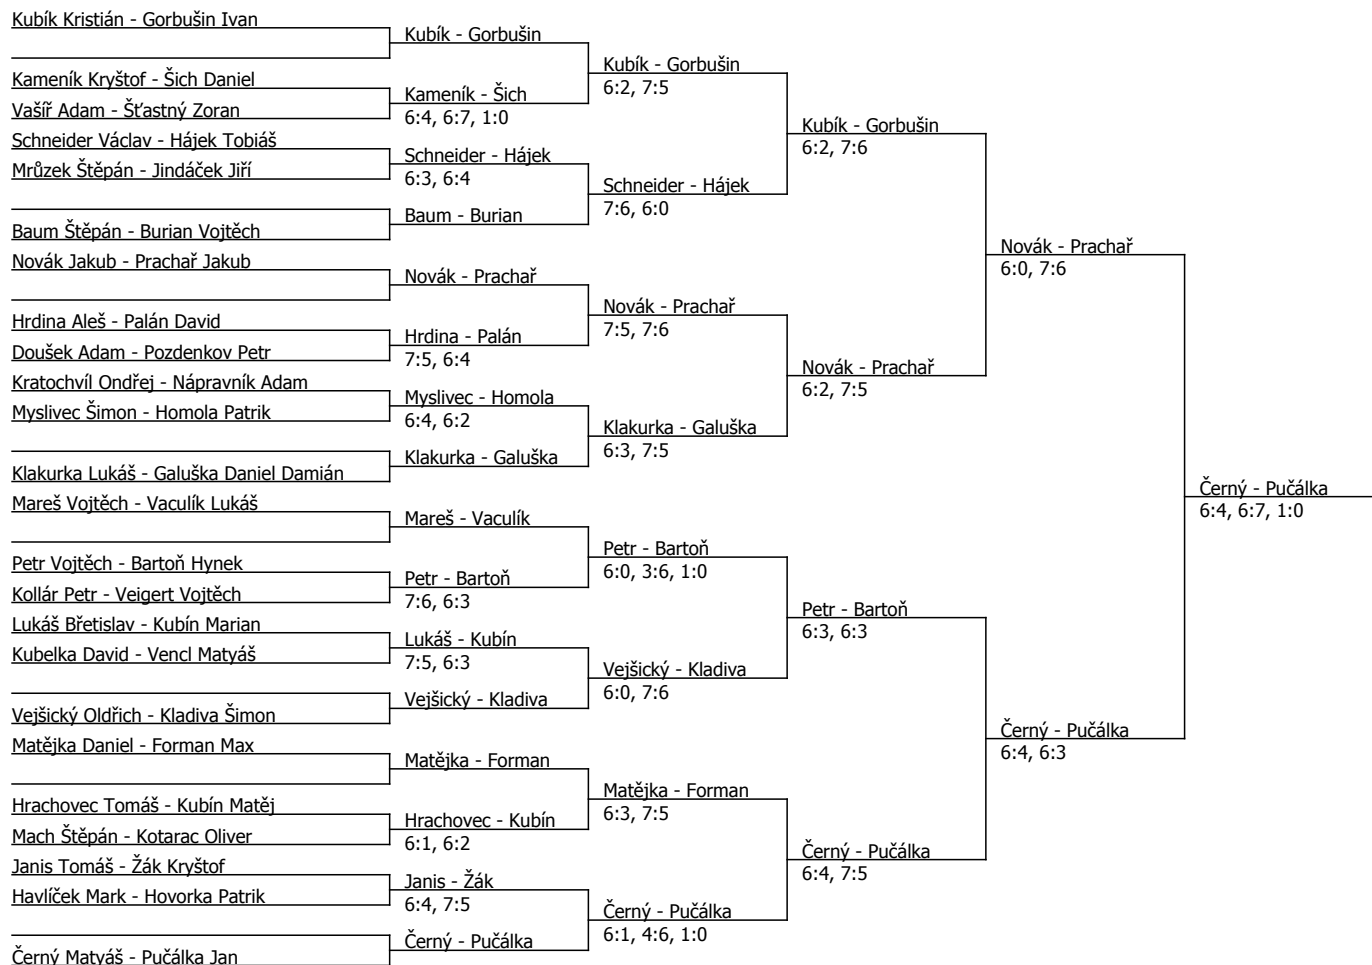 Kubík Kristián - Gorbušin Ivan
Kameník Kryštof - Šich Daniel
Vašíř Adam - Šťastný Zoran
Schneider Václav - Hájek Tobiáš
Mrůzek Štěpán - Jindáček Jiří
Baum Štěpán - Burian Vojtěch
Novák Jakub - Prachař Jakub
Hrdina Aleš - Palán David
Doušek Adam - Pozdenkov Petr
Kratochvíl Ondřej - Nápravník Adam
Myslivec Šimon - Homola Patrik
Klakurka Lukáš - Galuška Daniel Damián
Mareš Vojtěch - Vaculík Lukáš
Petr Vojtěch - Bartoň Hynek
Kollár Petr - Veigert Vojtěch
Lukáš Břetislav - Kubín Marian
Kubelka David - Vencl Matyáš
Vejšický Oldřich - Kladiva Šimon
Matějka Daniel - Forman Max
Hrachovec Tomáš - Kubín Matěj
Mach Štěpán - Kotarac Oliver
Janis Tomáš - Žák Kryštof
Havlíček Mark - Hovorka Patrik
Černý Matyáš - Pučálka Jan
Kubík - Gorbušin
Kameník - Šich
6:4, 6:7, 1:0
Schneider - Hájek
6:3, 6:4
Baum - Burian
Novák - Prachař
Hrdina - Palán
7:5, 6:4
Myslivec - Homola
6:4, 6:2
Klakurka - Galuška
Mareš - Vaculík
Petr - Bartoň
7:6, 6:3
Lukáš - Kubín
7:5, 6:3
Vejšický - Kladiva
Matějka - Forman
Hrachovec - Kubín
6:1, 6:2
Janis - Žák
6:4, 7:5
Černý - Pučálka
Kubík - Gorbušin
6:2, 7:5
Schneider - Hájek
7:6, 6:0
Novák - Prachař
7:5, 7:6
Klakurka - Galuška
6:3, 7:5
Petr - Bartoň
6:0, 3:6, 1:0
Vejšický - Kladiva
6:0, 7:6
Matějka - Forman
6:3, 7:5
Černý - Pučálka
6:1, 4:6, 1:0
Kubík - Gorbušin
6:2, 7:6
Novák - Prachař
6:2, 7:5
Petr - Bartoň
6:3, 6:3
Černý - Pučálka
6:4, 7:5
Novák - Prachař
6:0, 7:6
Černý - Pučálka
6:4, 6:3
Černý - Pučálka
6:4, 6:7, 1:0